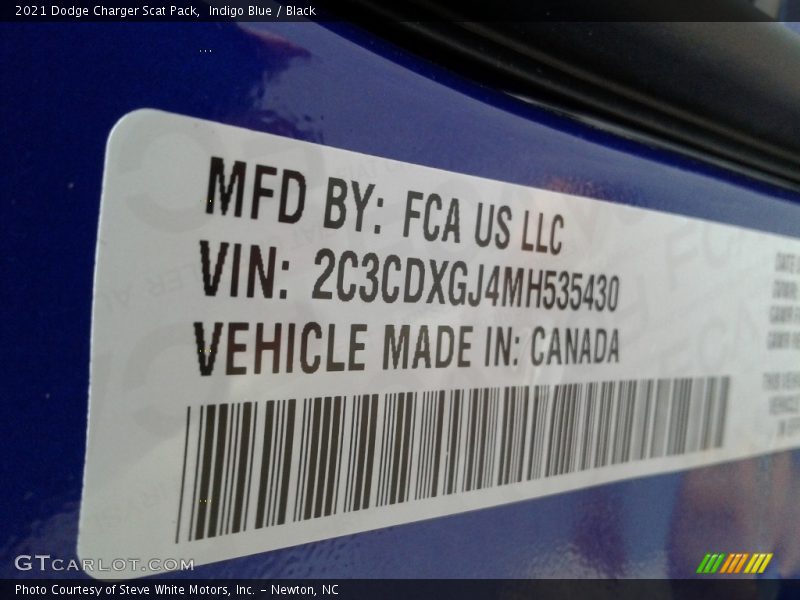 2021 Dodge Charger Scat Pack, Indigo Blue / Black
MFD BY: FCA US LLC
VIN: 2C3CDXGJ4MH535430
VEHICLE MADE IN: CANADA
GTCARLOT.COM
Photo Courtesy of Steve White Motors, Inc. – Newton, NC